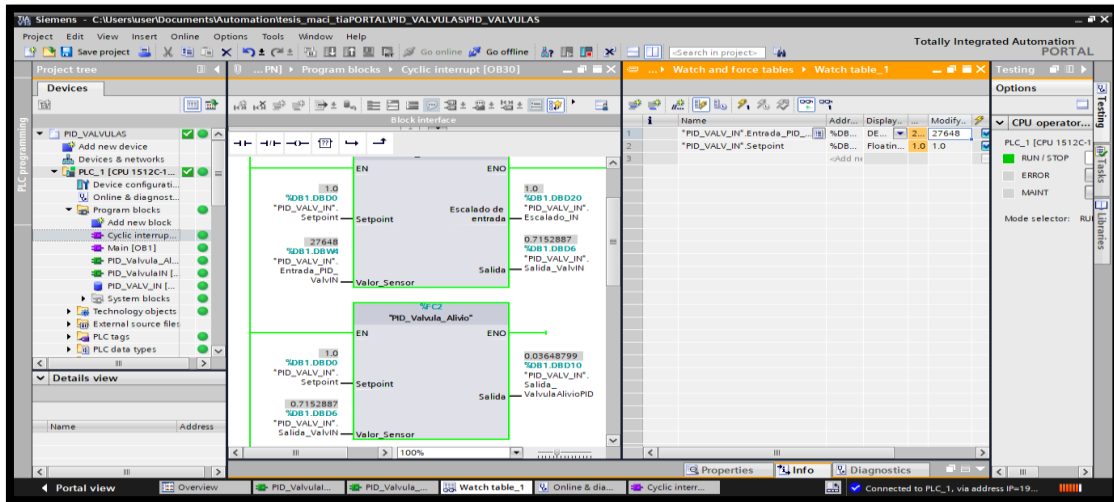 Siemens - C:\Users\user\Documents\Automation\tesis_maci_tiaPORTAL\PID_VALVULAS\PID_VALVULAS
Project Edit View Insert Online Options Tools Window Help
Save project
Go online
Go offline
<Search in project>
Totally Integrated Automation
PORTAL
Project tree
Devices
PLC programming
PID_VALVULAS
Add new device
Devices & networks
PLC_1 [CPU 1512C-1...
Device configurati...
Online & diagnost...
Program blocks
Add new block
Cyclic interrup...
Main [OB1]
PID_Valvula_Al...
PID_ValvulaIN [...
PID_VALV_IN [...
System blocks
Technology objects
External source files
PLC tags
PLC data types
Details view
Name Address
...PN] Program blocks Cyclic interrupt [OB30]
Block interface
EN ENO
1.0
%DB1.DBD0
"PID_VALV_IN".
Setpoint
Setpoint
27648
%DB1.DBW4
"PID_VALV_IN".
Entrada_PID_
ValvIN
Valor_Sensor
Escalado de
entrada
1.0
%DB1.DBD20
"PID_VALV_IN".
Escalado_IN
Salida
0.7152887
%DB1.DBD6
"PID_VALV_IN".
Salida_ValvIN
%FC2
"PID_Valvula_Alivio"
EN ENO
1.0
%DB1.DBD0
"PID_VALV_IN".
Setpoint
Setpoint
0.7152887
%DB1.DBD6
"PID_VALV_IN".
Salida_ValvIN
Valor_Sensor
Salida
0.03648799
%DB1.DBD10
"PID_VALV_IN".
Salida_
ValvulaAlivioPID
100%
... Watch and force tables Watch table_1
i Name Addr... Display... ... Modify..
1 "PID_VALV_IN".Entrada_PID_... %DB... DE... 2... 27648
2 "PID_VALV_IN".Setpoint %DB... Floatin... 1.0 1.0
3 <Add ne
Testing
Options
CPU operator...
PLC_1 [CPU 1512C-1
RUN / STOP
ERROR
MAINT
Mode selector: RU
Testing
Tasks
Libraries
Properties Info Diagnostics
Portal view
Overview
PID_ValvulaI...
PID_Valvula_...
Watch table_1
Online & dia...
Cyclic interr...
Connected to PLC_1, via address IP=19...